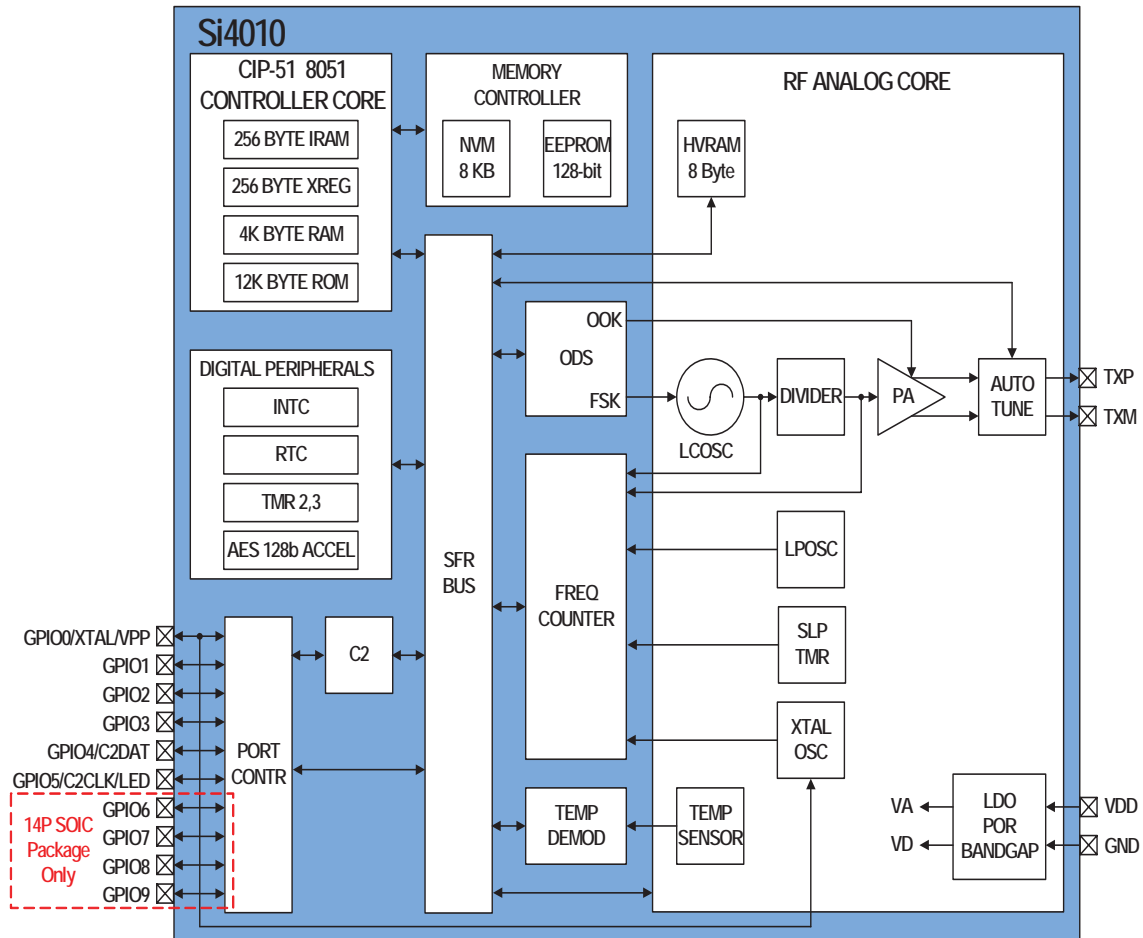 Si4010
CIP-51 8051
CONTROLLER CORE
256 BYTE IRAM
256 BYTE XREG
4K BYTE RAM
12K BYTE ROM
MEMORY
CONTROLLER
NVM
8 KB
EEPROM
128-bit
RF ANALOG CORE
HVRAM
8 Byte
DIGITAL PERIPHERALS
INTC
RTC
TMR 2,3
AES 128b ACCEL
SFR
BUS
OOK
ODS
FSK
LCOSC
DIVIDER
PA
AUTO
TUNE
TXP
TXM
FREQ
COUNTER
LPOSC
SLP
TMR
XTAL
OSC
GPIO0/XTAL/VPP
GPIO1
GPIO2
GPIO3
GPIO4/C2DAT
GPIO5/C2CLK/LED
GPIO6
GPIO7
GPIO8
GPIO9
14P SOIC
Package
Only
PORT
CONTR
C2
TEMP
DEMOD
TEMP
SENSOR
VA
VD
LDO
POR
BANDGAP
VDD
GND